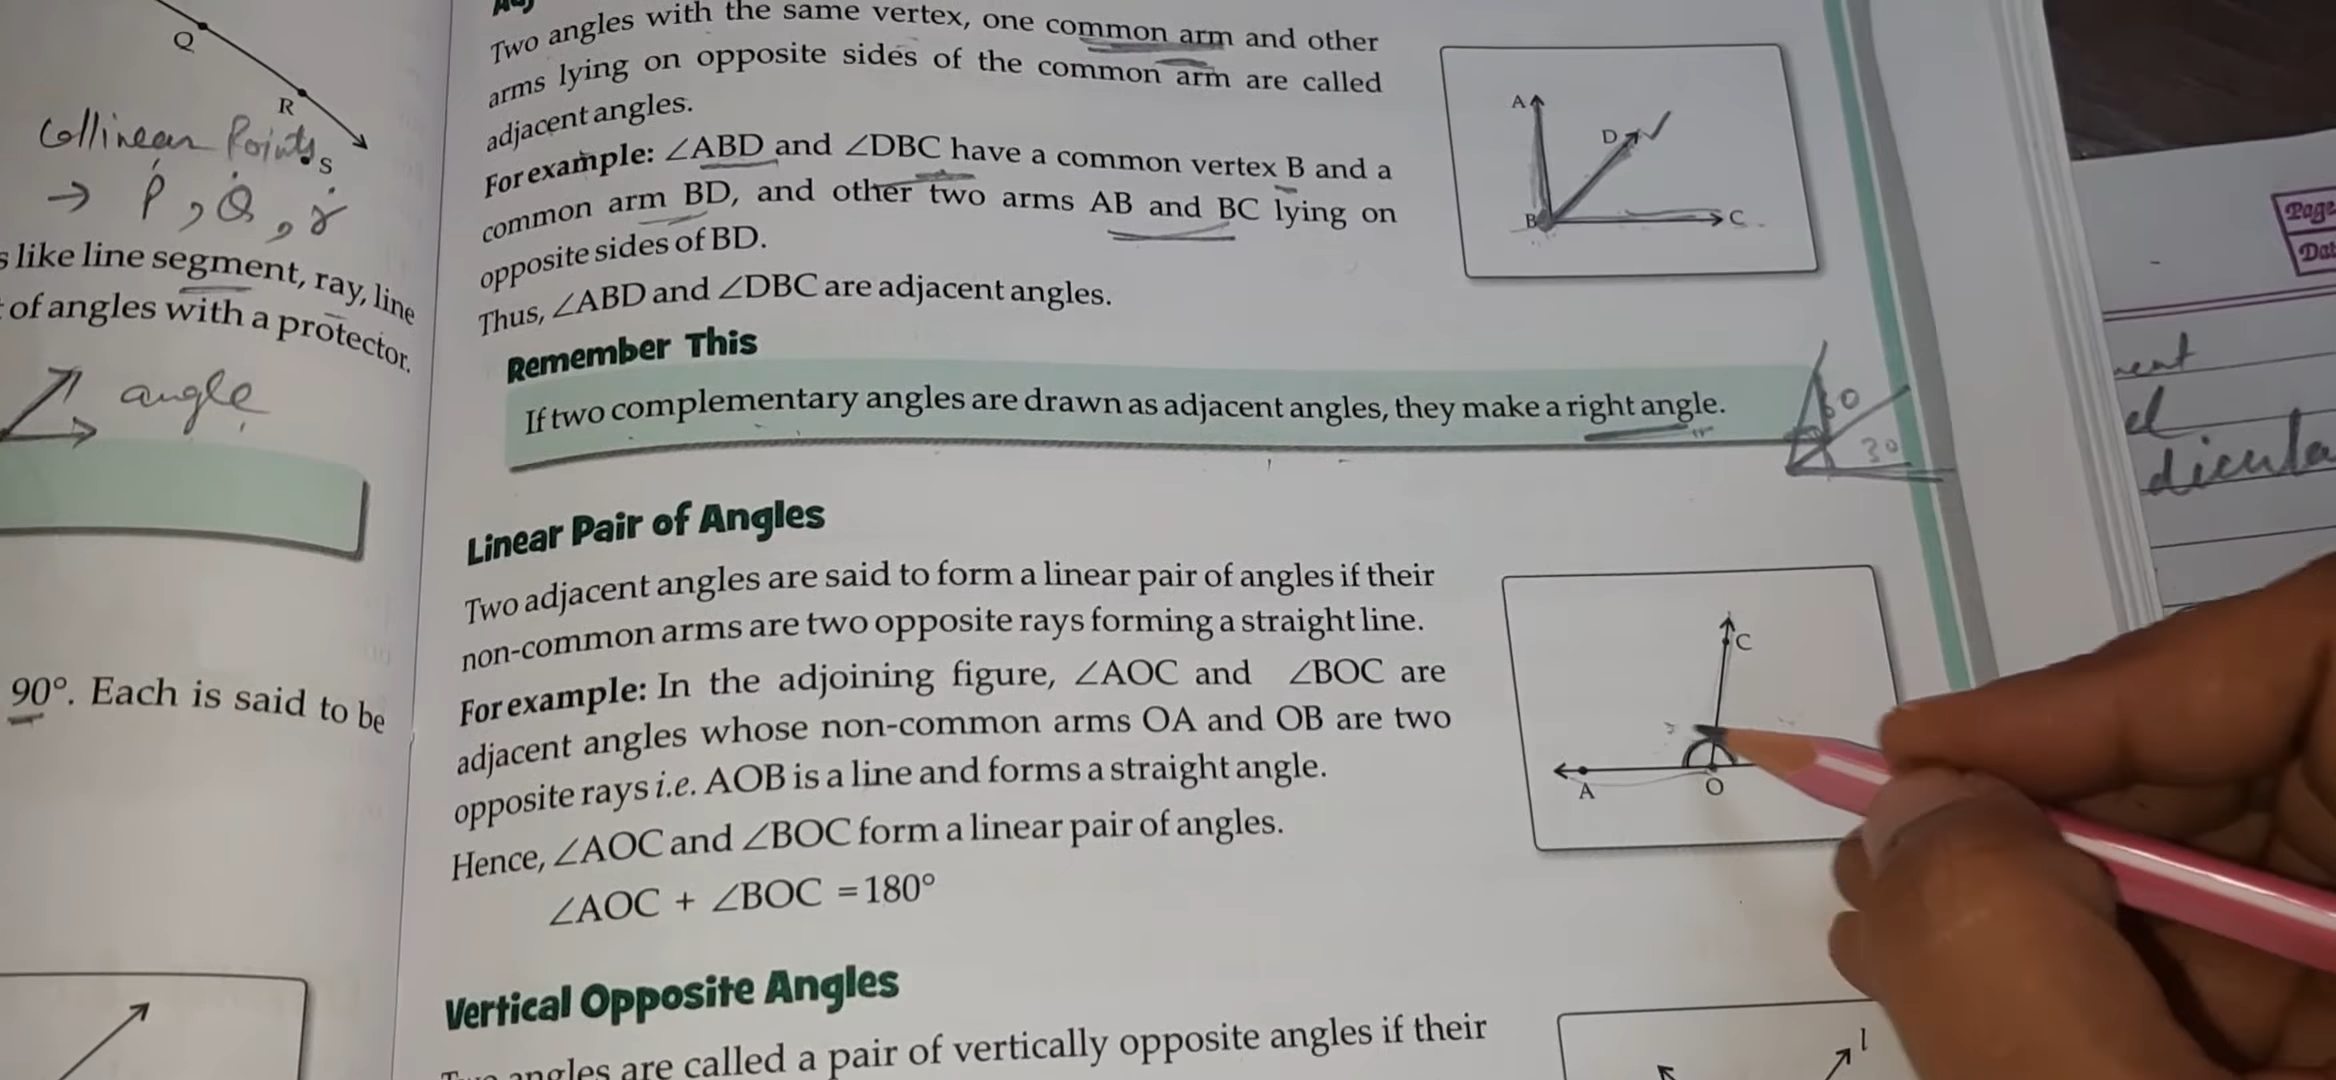 Q
R
S
Collinear Points
→ P, Q, r
like line segment, ray, line
of angles with a protector.
angle
90°. Each is said to be
Two angles with the same vertex, one common arm and other
arms lying on opposite sides of the common arm are called
adjacent angles.
For example: ∠ABD and ∠DBC have a common vertex B and a
common arm BD, and other two arms AB and BC lying on
opposite sides of BD.
Thus, ∠ABD and ∠DBC are adjacent angles.
A
D
B
C
Remember This
If two complementary angles are drawn as adjacent angles, they make a right angle.
60
30
Linear Pair of Angles
Two adjacent angles are said to form a linear pair of angles if their
non-common arms are two opposite rays forming a straight line.
For example: In the adjoining figure, ∠AOC and ∠BOC are
adjacent angles whose non-common arms OA and OB are two
opposite rays i.e. AOB is a line and forms a straight angle.
Hence, ∠AOC and ∠BOC form a linear pair of angles.
∠AOC + ∠BOC = 180°
C
A
O
Vertical Opposite Angles
angles are called a pair of vertically opposite angles if their
l
Page